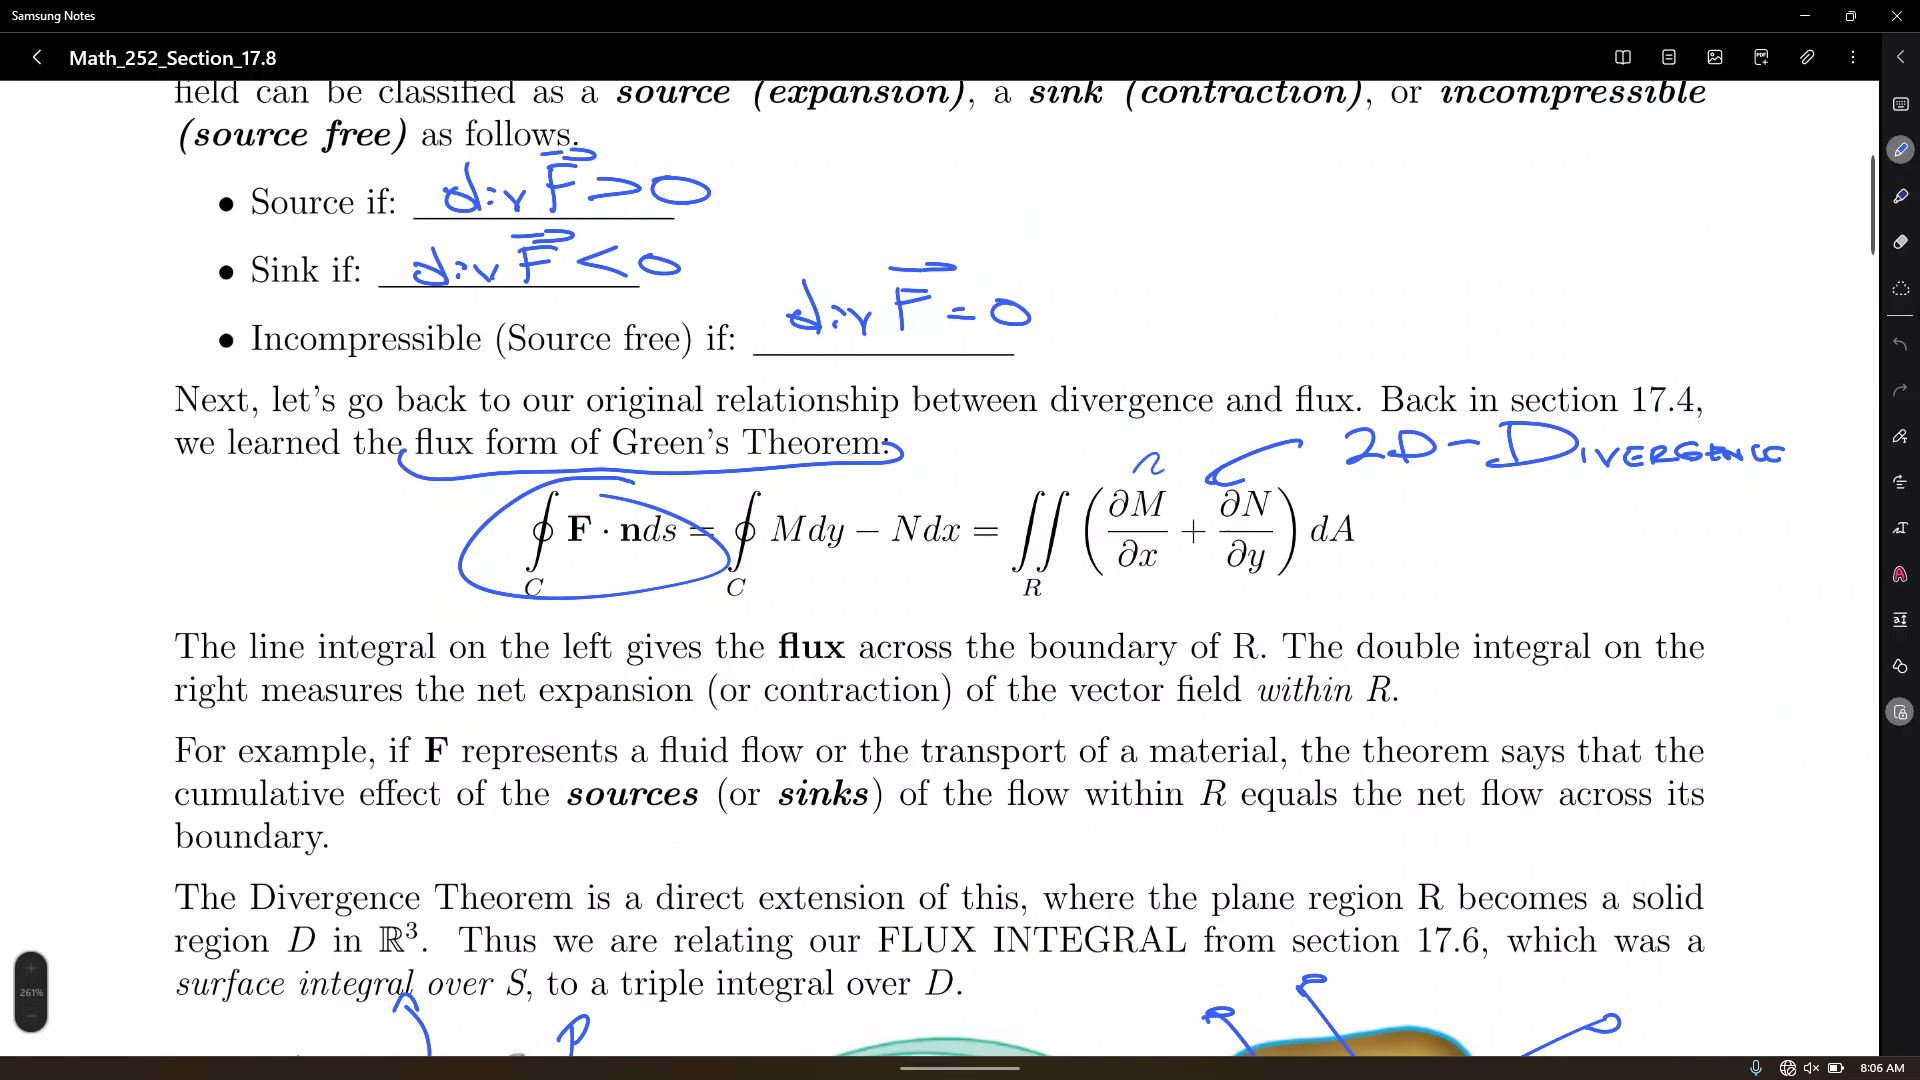 Samsung Notes
Math_252_Section_17.8
field can be classified as a source (expansion), a sink (contraction), or incompressible
(source free) as follows.
• Source if: div F⃗ > 0
• Sink if: div F⃗ < 0
• Incompressible (Source free) if: div F⃗ = 0
Next, let's go back to our original relationship between divergence and flux. Back in section 17.4,
we learned the flux form of Green's Theorem:
2D - DIVERGENCE
∮_C F · n ds = ∮_C M dy − N dx = ∬_R (∂M/∂x + ∂N/∂y) dA
The line integral on the left gives the flux across the boundary of R. The double integral on the
right measures the net expansion (or contraction) of the vector field within R.
For example, if F represents a fluid flow or the transport of a material, the theorem says that the
cumulative effect of the sources (or sinks) of the flow within R equals the net flow across its
boundary.
The Divergence Theorem is a direct extension of this, where the plane region R becomes a solid
region D in ℝ³. Thus we are relating our FLUX INTEGRAL from section 17.6, which was a
surface integral over S, to a triple integral over D.
261%
8:06 AM